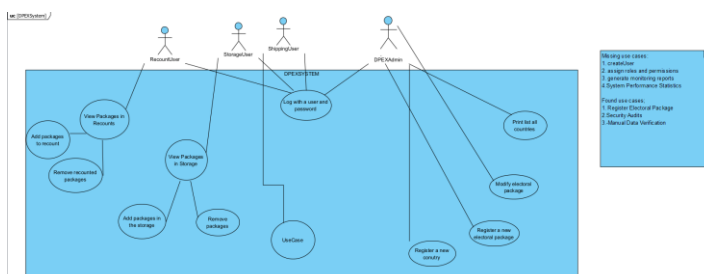 uc [DPEXSystem]
RecountUser
StorageUser
ShippingUser
DPEXAdmin
DPEXSYSTEM
View Packages in
Recounts
Log with a user and
password
Print list all
countries
Add packages
to recount
Remove recounted
packages
View Packages
in Storage
Modify electoral
package
Add packages in
the storage
Remove
packages
UseCase
Register a new
electoral package
Register a new
conutry
Missing use cases:
1. createUser
2. assign roles and permissions
3. generate monitoring reports
4.System Performance Statistics
Found use cases:
1. Register Electoral Package
2.Security Audits
3.-Manual Data Verification